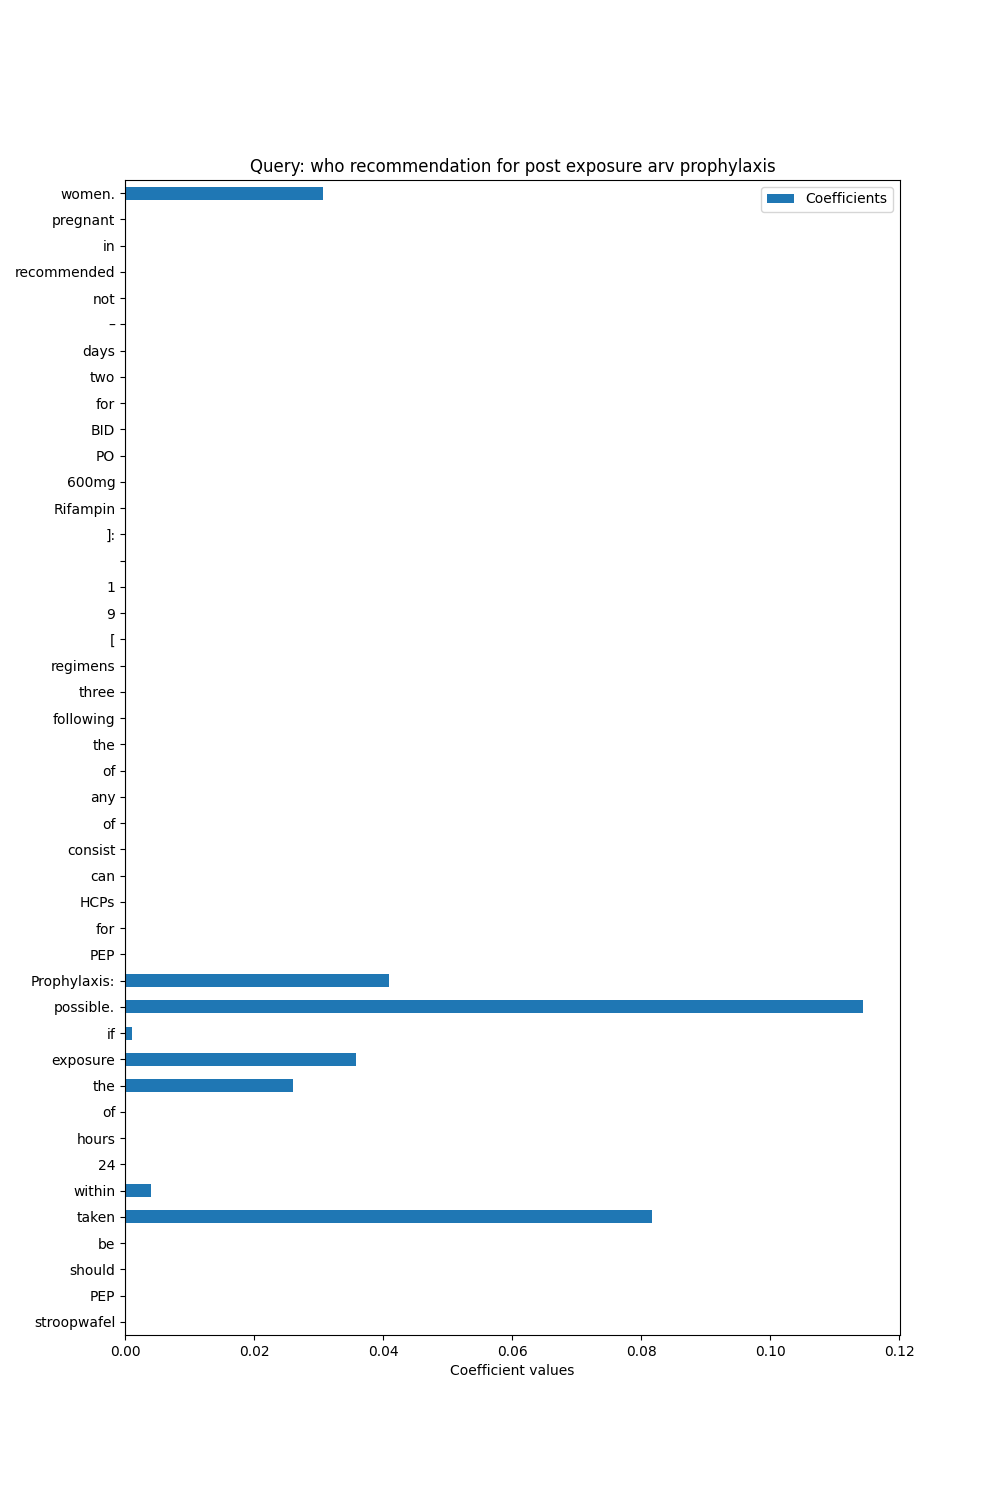 Query: who recommendation for post exposure arv prophylaxis
Coefficients
women.
pregnant
in
recommended
not
–
days
two
for
BID
PO
600mg
Rifampin
]:
1
9
[
regimens
three
following
the
of
any
of
consist
can
HCPs
for
PEP
Prophylaxis:
possible.
if
exposure
the
of
hours
24
within
taken
be
should
PEP
stroopwafel
0.00 0.02 0.04 0.06 0.08 0.10 0.12
Coefficient values